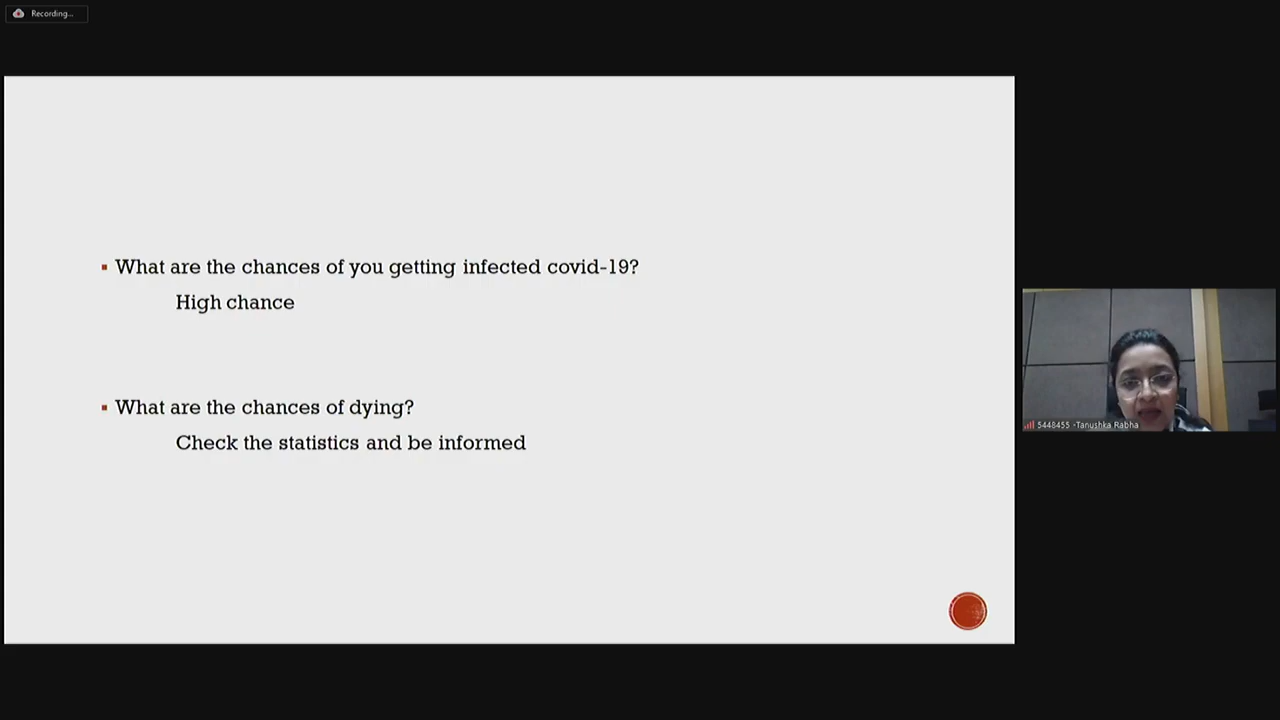 Recording...
What are the chances of you getting infected covid-19?
High chance
What are the chances of dying?
Check the statistics and be informed
5448455 -Tanushka Rabha